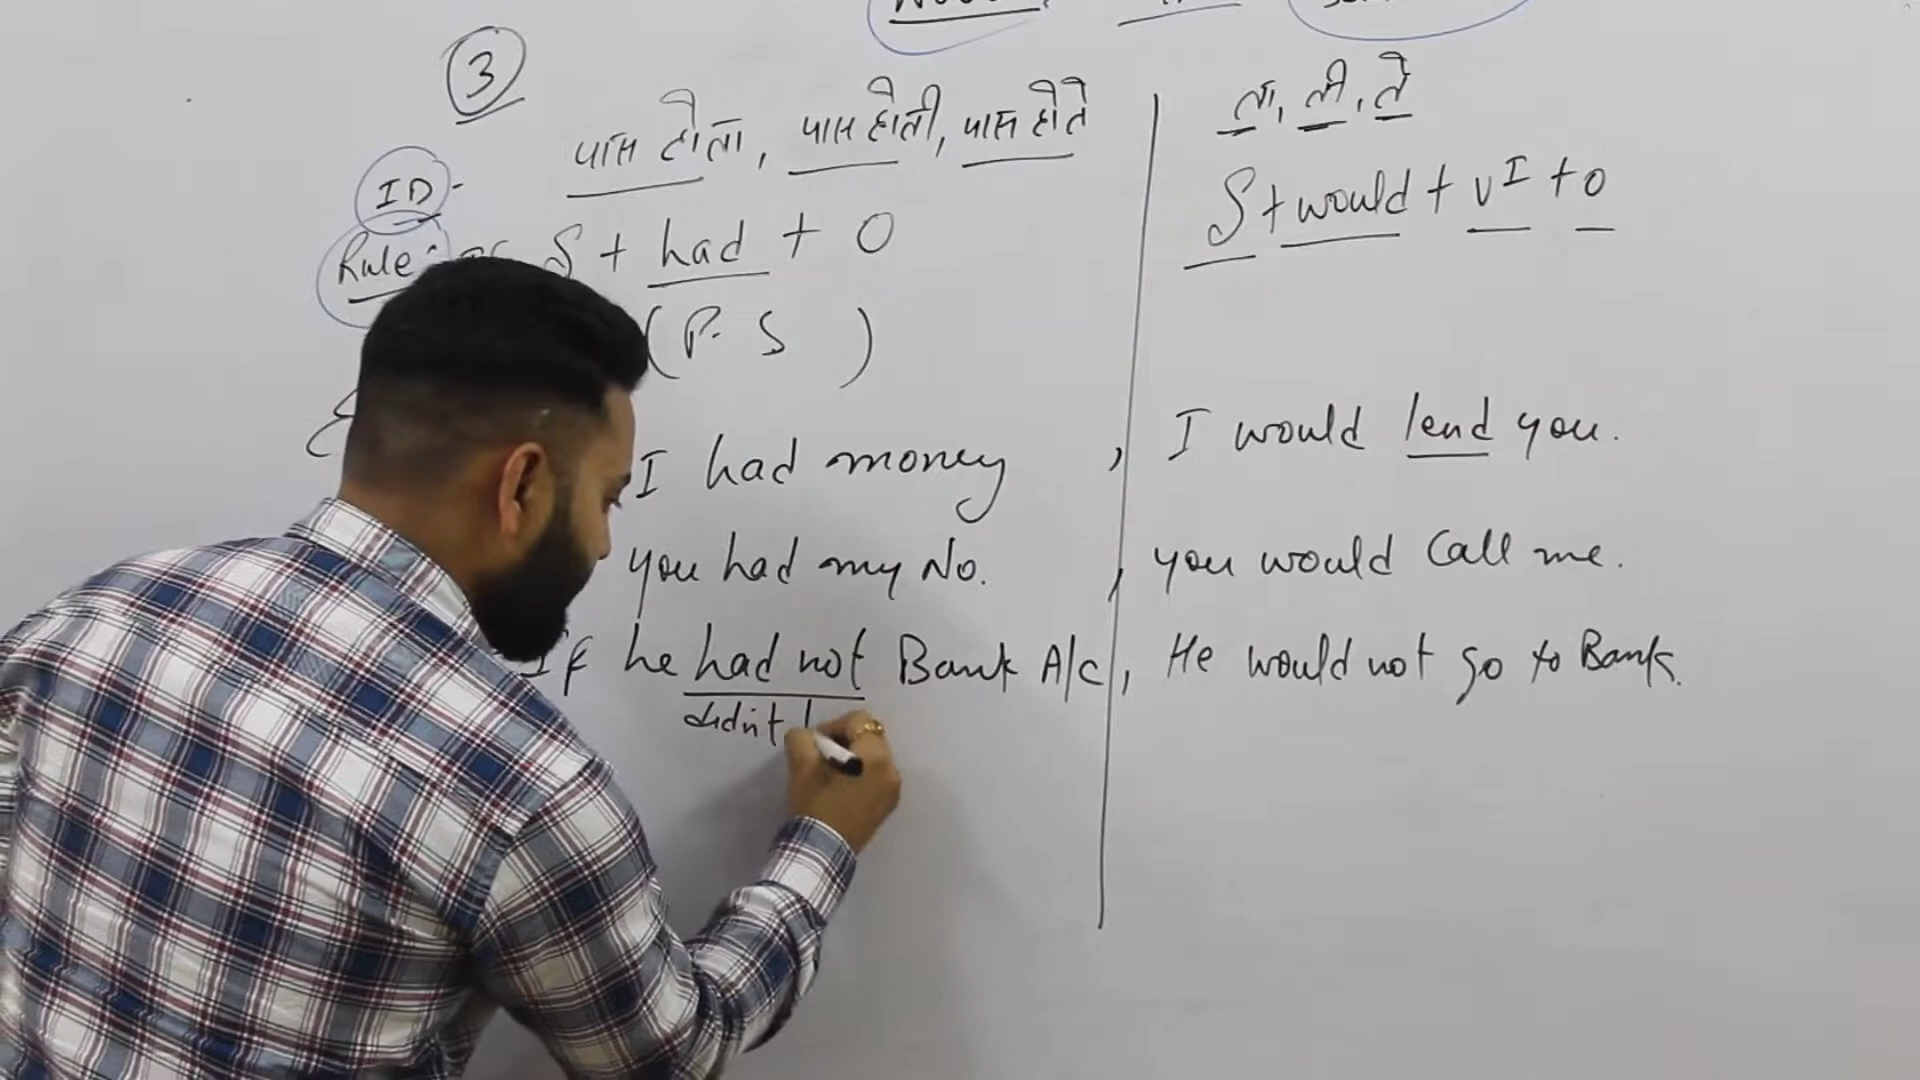 3
पास होता, पास होती, पास होते
ता, ती, ते
ID-
Rule: S + had + O
S + would + V I + O
(P. S )
I had money , I would lend you.
you had my No. , you would Call me.
If he had not Bank A/c , He would not go to Bank.
didn't